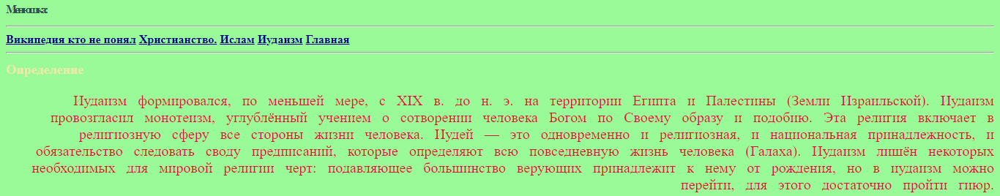 Менюшка:
Википедия кто не понял Христианство. Ислам Иудаизм Главная
Определение
Иудаизм формировался, по меньшей мере, с XIX в. до н. э. на территории Египта и Палестины (Земли Израильской). Иудаизм
провозгласил монотеизм, углублённый учением о сотворении человека Богом по Своему образу и подобию. Эта религия включает в
религиозную сферу все стороны жизни человека. Иудей — это одновременно и религиозная, и национальная принадлежность, и
обязательство следовать своду предписаний, которые определяют всю повседневную жизнь человека (Галаха). Иудаизм лишён некоторых
необходимых для мировой религии черт: подавляющее большинство верующих принадлежит к нему от рождения, но в иудаизм можно
перейти, для этого достаточно пройти гиюр.